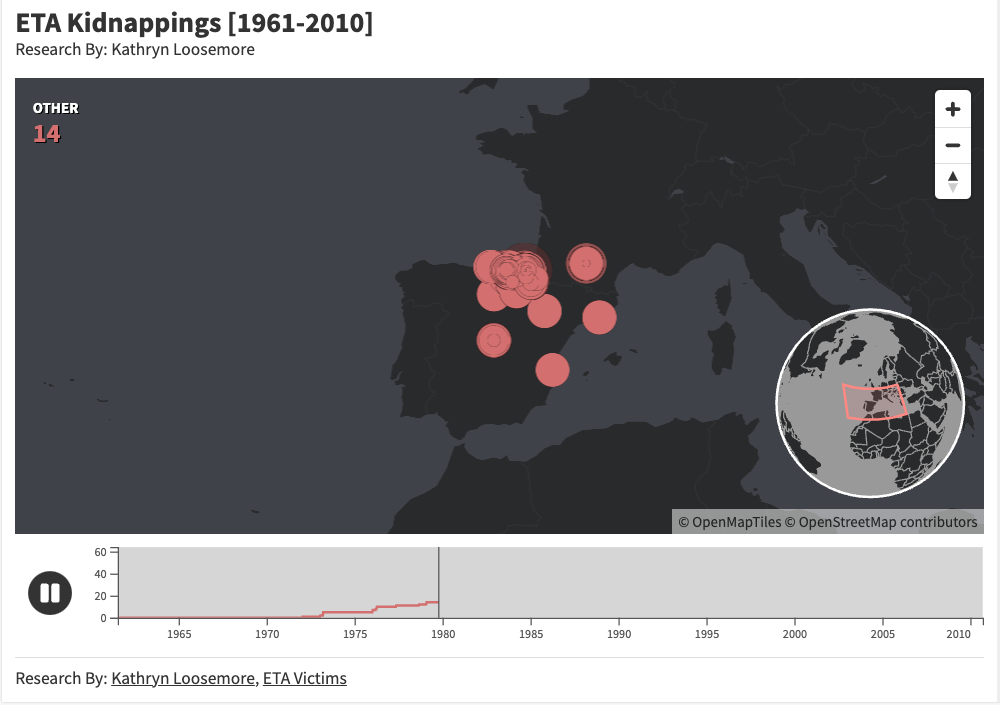 ETA Kidnappings [1961-2010]
Research By: Kathryn Loosemore
OTHER
14
+
−
© OpenMapTiles © OpenStreetMap contributors
60
40
20
0
1965 1970 1975 1980 1985 1990 1995 2000 2005 2010
Research By: Kathryn Loosemore, ETA Victims